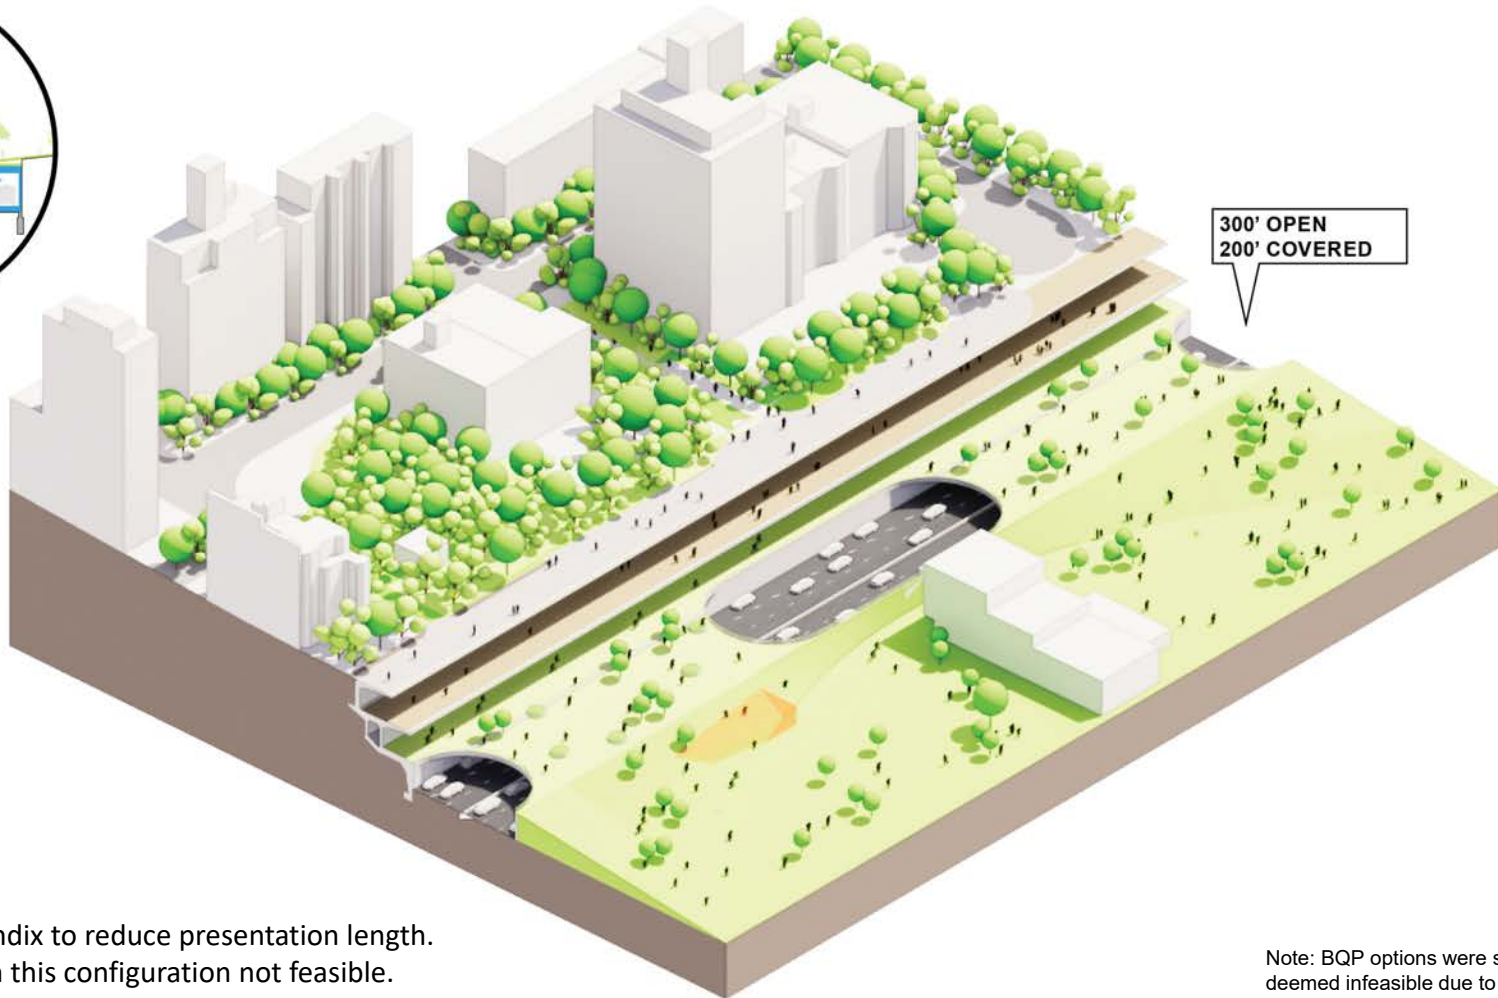 300' OPEN
200' COVERED
ndix to reduce presentation length.
this configuration not feasible.
Note: BQP options were
deemed infeasible due to